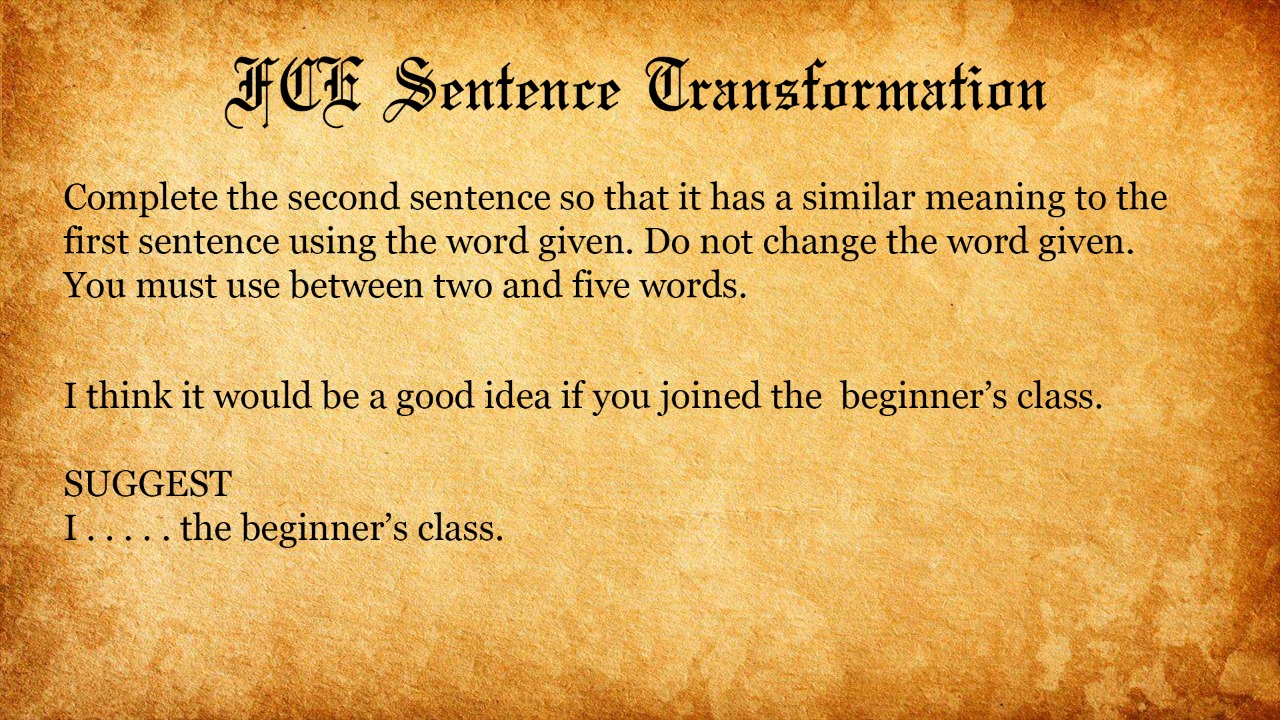 FCE Sentence Transformation
Complete the second sentence so that it has a similar meaning to the
first sentence using the word given. Do not change the word given.
You must use between two and five words.
I think it would be a good idea if you joined the  beginner’s class.
SUGGEST
I . . . . . the beginner’s class.